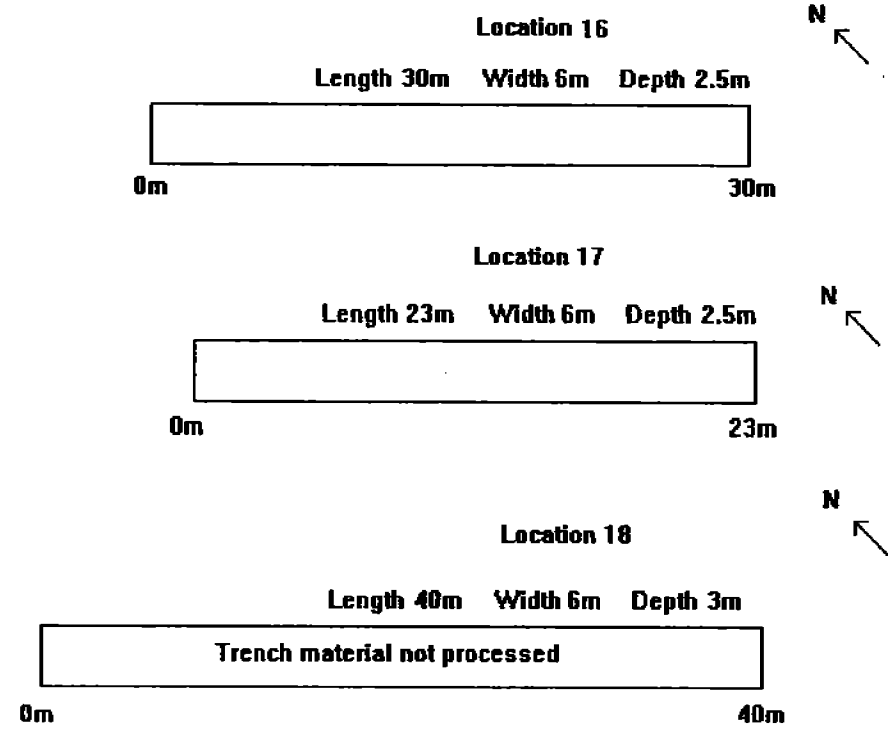 N
Location 16
Length 30m Width 6m Depth 2.5m
0m 30m
Location 17
N
Length 23m Width 6m Depth 2.5m
0m 23m
N
Location 18
Length 40m Width 6m Depth 3m
Trench material not processed
0m 40m